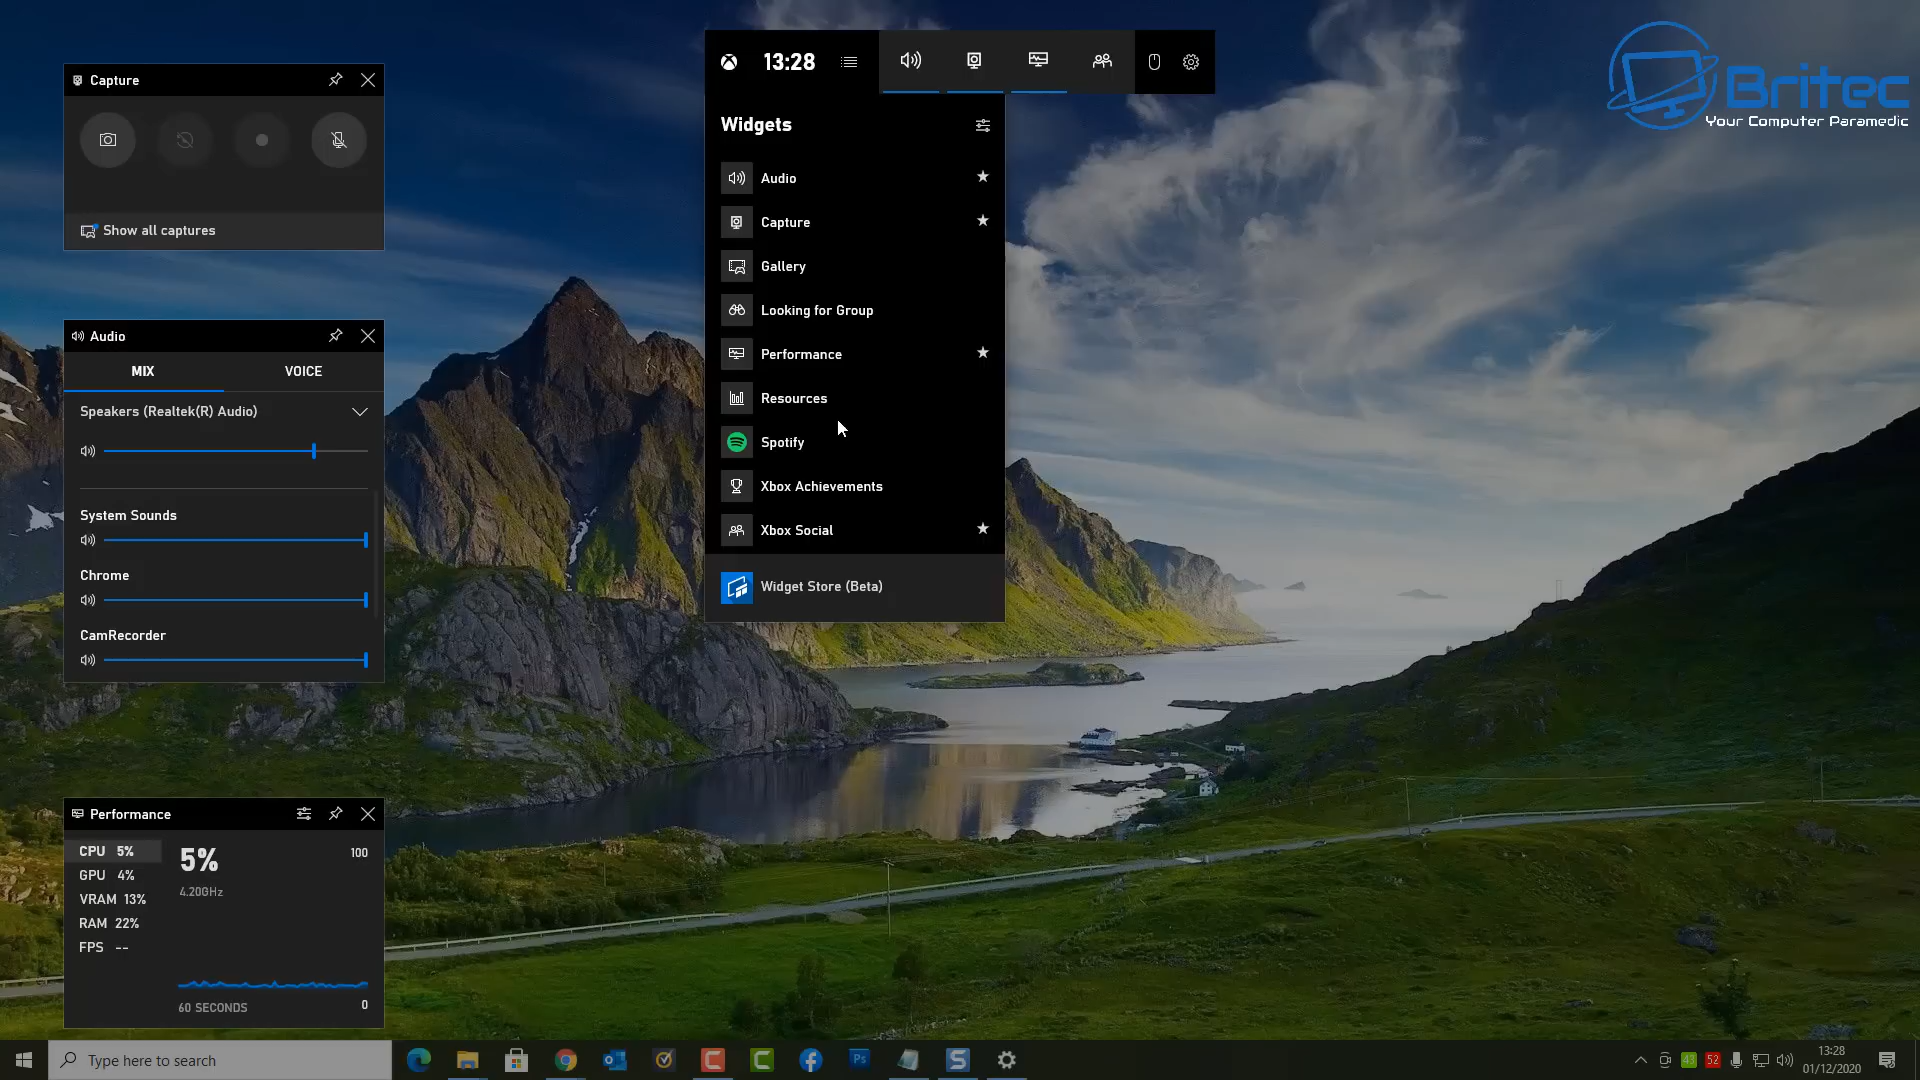 Capture
Show all captures
Audio
MIX VOICE
Speakers (Realtek(R) Audio)
System Sounds
Chrome
CamRecorder
Performance
CPU 5%
GPU 4%
VRAM 13%
RAM 22%
FPS --
5%
4.20GHz
100
60 SECONDS
0
13:28
Widgets
Audio
Capture
Gallery
Looking for Group
Performance
Resources
Spotify
Xbox Achievements
Xbox Social
Widget Store (Beta)
Britec
Your Computer Paramedic
Type here to search
Ps
43
52
13:28
01/12/2020